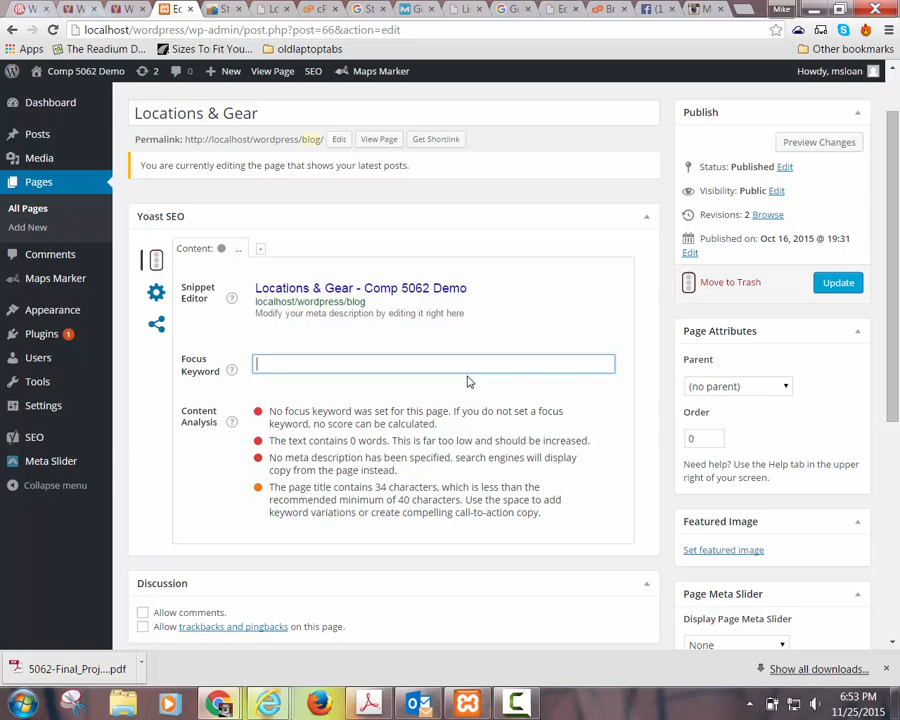 W
W
W
Ec
St
Lo
cF
St
M
Li
Go
Ec
Br
(1
M
Mike
localhost/wordpress/wp-admin/post.php?post=66&action=edit
Apps
The Readium D...
Sizes To Fit You...
oldlaptoptabs
Other bookmarks
Comp 5062 Demo
2
0
New
View Page
SEO
Maps Marker
Howdy, msloan
Dashboard
Posts
Media
Pages
All Pages
Add New
Comments
Maps Marker
Appearance
Plugins 1
Users
Tools
Settings
SEO
Meta Slider
Collapse menu
Locations & Gear
Permalink: http://localhost/wordpress/blog/
Edit
View Page
Get Shortlink
You are currently editing the page that shows your latest posts.
Yoast SEO
Content:
...
+
Snippet
Editor
?
Locations & Gear - Comp 5062 Demo
localhost/wordpress/blog
Modify your meta description by editing it right here
Focus
Keyword
?
Content
Analysis
?
No focus keyword was set for this page. If you do not set a focus
keyword, no score can be calculated.
The text contains 0 words. This is far too low and should be increased.
No meta description has been specified, search engines will display
copy from the page instead.
The page title contains 34 characters, which is less than the
recommended minimum of 40 characters. Use the space to add
keyword variations or create compelling call-to-action copy.
Discussion
Allow comments.
Allow trackbacks and pingbacks on this page.
Publish
Preview Changes
Status: Published Edit
Visibility: Public Edit
Revisions: 2 Browse
Published on: Oct 16, 2015 @ 19:31
Edit
Move to Trash
Update
Page Attributes
Parent
(no parent)
Order
0
Need help? Use the Help tab in the upper
right of your screen.
Featured Image
Set featured image
Page Meta Slider
Display Page Meta Slider
None
5062-Final_Proj....pdf
Show all downloads...
6:53 PM
11/25/2015